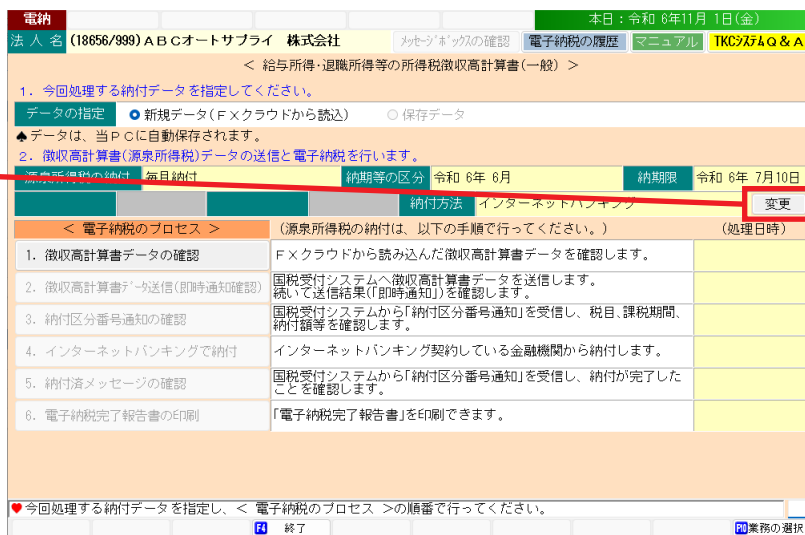 電納
本日：令和 6年11月 1日(金)
法 人 名 (18656/999)ＡＢＣオートサプライ 株式会社 ﾒｯｾｰｼﾞﾎﾞｯｸｽの確認 電子納税の履歴 マニュアル TKCｼｽﾃﾑＱ＆Ａ
＜ 給与所得・退職所得等の所得税徴収高計算書(一般) ＞
１．今回処理する納付データを指定してください。
データの指定 新規データ(ＦＸクラウドから読込) 保存データ
♠データは、当ＰＣに自動保存されます。
２．徴収高計算書(源泉所得税)データの送信と電子納税を行います。
源泉所得税の納付 毎月納付 納期等の区分 令和 6年 6月 納期限 令和 6年 7月10日
納付方法 インターネットバンキング 変更
＜ 電子納税のプロセス ＞ (源泉所得税の納付は、以下の手順で行ってください。) (処理日時)
1. 徴収高計算書データの確認 ＦＸクラウドから読み込んだ徴収高計算書データを確認します。
2. 徴収高計算書ﾃﾞｰﾀ送信(即時通知確認) 国税受付システムへ徴収高計算書データを送信します。
続いて送信結果(｢即時通知｣)を確認します。
3. 納付区分番号通知の確認 国税受付システムから｢納付区分番号通知｣を受信し、税目、課税期間、
納付額等を確認します。
4. インターネットバンキングで納付 インターネットバンキング契約している金融機関から納付します。
5. 納付済メッセージの確認 国税受付システムから｢納付区分番号通知｣を受信し、納付が完了した
ことを確認します。
6. 電子納税完了報告書の印刷 ｢電子納税完了報告書｣を印刷できます。
♥今回処理する納付データを指定し、＜ 電子納税のプロセス ＞の順番で行ってください。
F4 終了 F10業務の選択